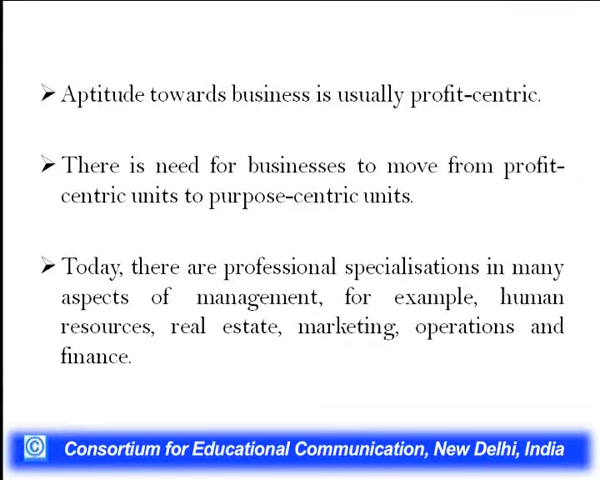 ➢ Aptitude towards business is usually profit-centric.
➢ There is need for businesses to move from profit-
centric units to purpose-centric units.
➢ Today, there are professional specialisations in many
aspects of management, for example, human
resources, real estate, marketing, operations and
finance.
© Consortium for Educational Communication, New Delhi, India